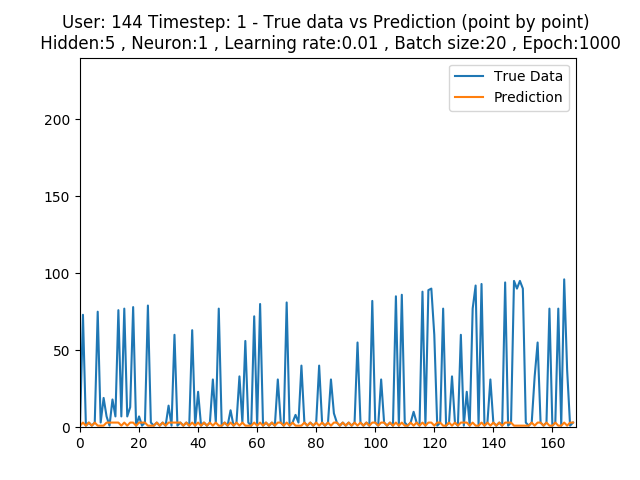 User: 144 Timestep: 1 - True data vs Prediction (point by point)
Hidden:5 , Neuron:1 , Learning rate:0.01 , Batch size:20 , Epoch:1000
True Data
Prediction
200
150
100
50
0
0 20 40 60 80 100 120 140 160